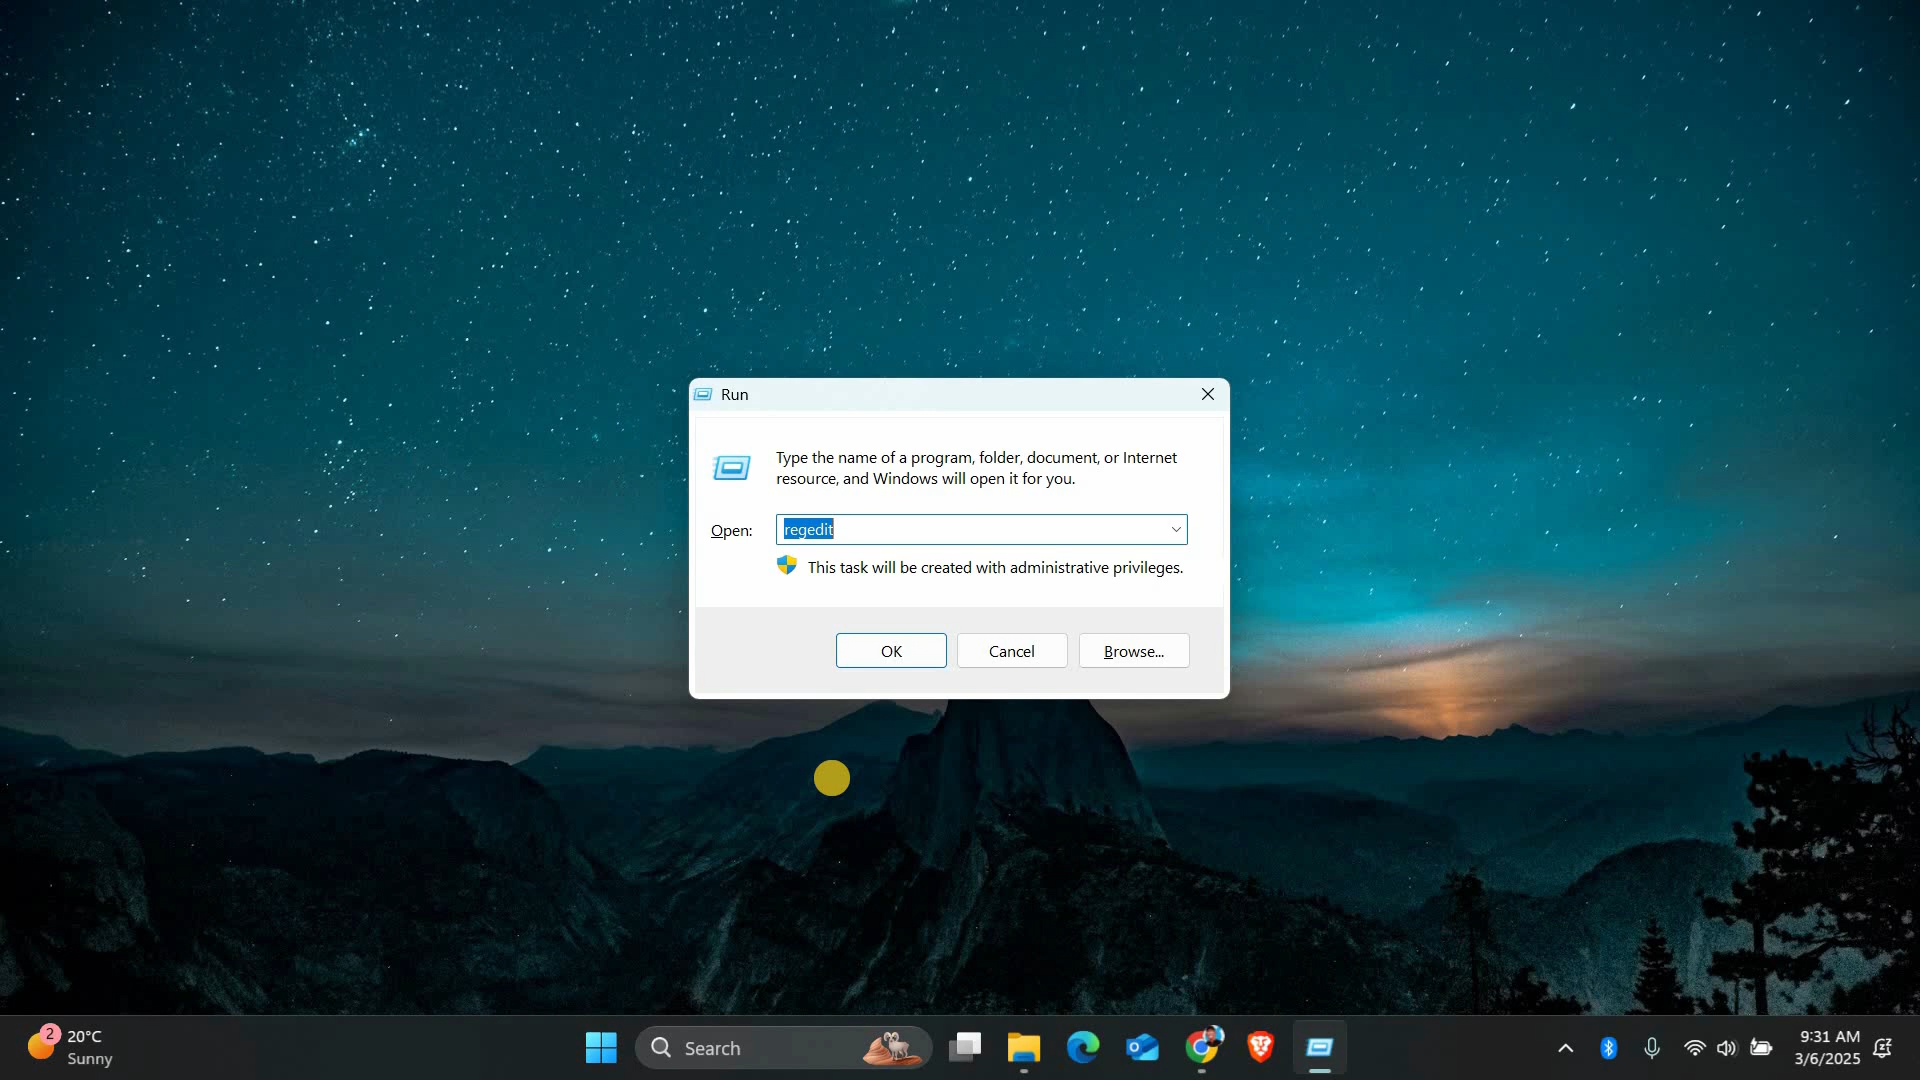 Run
Type the name of a program, folder, document, or Internet
resource, and Windows will open it for you.
Open: regedit
This task will be created with administrative privileges.
OK Cancel Browse...
2 20°C
Sunny
Search
9:31 AM
3/6/2025